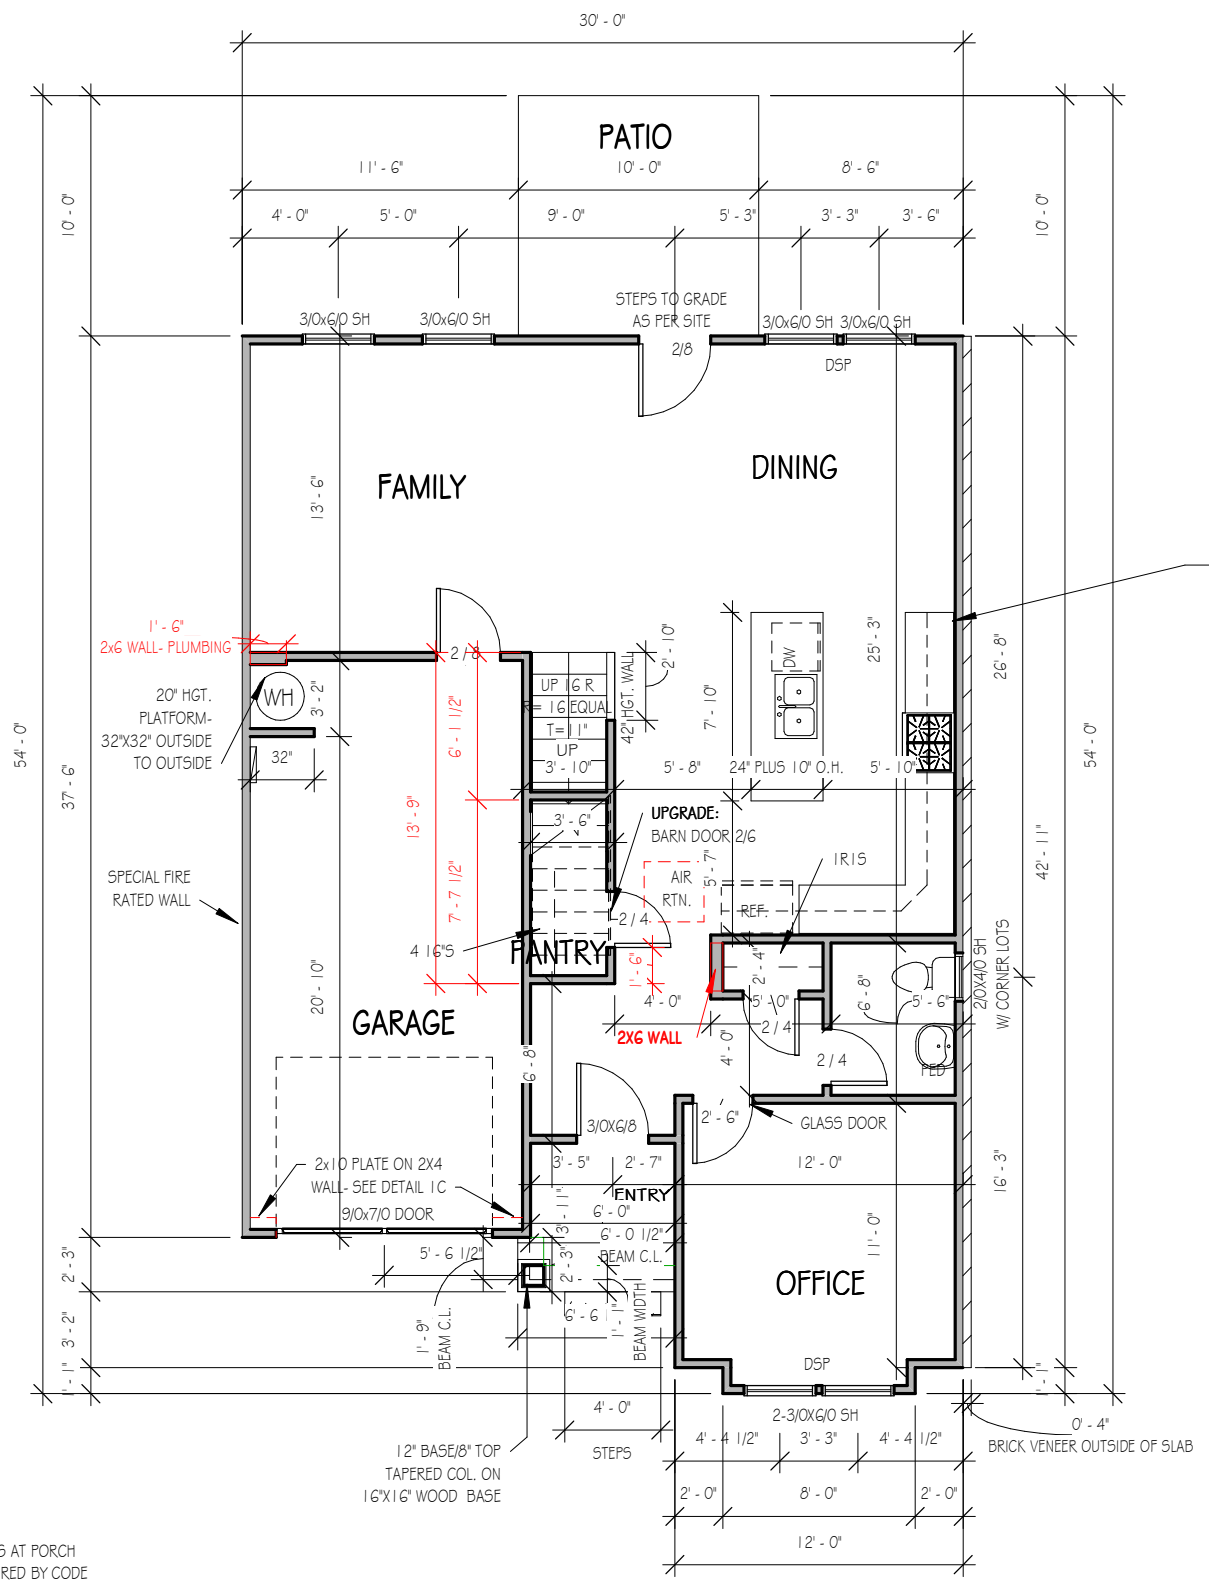 30' - 0"
PATIO
11' - 6"
10' - 0"
8' - 6"
4' - 0"
5' - 0"
9' - 0"
5' - 3"
3' - 3"
3' - 6"
10' - 0"
10' - 0"
STEPS TO GRADE
AS PER SITE
3/0x6/0 SH
3/0x6/0 SH
3/0x6/0 SH
3/0x6/0 SH
2/8
DSP
FAMILY
DINING
13' - 6"
1' - 6"
2x6 WALL- PLUMBING
2 / 8
20" HGT.
PLATFORM-
32"X32" OUTSIDE
TO OUTSIDE
WH
3' - 2"
32"
6' - 1 1/2"
UP 16 R
R= 16 EQUAL
T= 11"
UP
3' - 10"
42" HGT. WALL
2' - 10"
7' - 10"
DW
25' - 3"
26' - 8"
54' - 0"
37' - 6"
54' - 0"
5' - 8"
24" PLUS 10" O.H.
5' - 10"
13' - 9"
3' - 6"
UPGRADE:
BARN DOOR 2/6
5' - 7"
IRIS
42' - 11"
SPECIAL FIRE
RATED WALL
7' - 7 1/2"
AIR
RTN.
REF.
2 / 4
4 16"S
PANTRY
1' - 6"
2' - 4"
6' - 8"
2/0X4/0 SH
W/ CORNER LOTS
20' - 10"
GARAGE
4' - 0"
5' - 0"
5' - 6"
2X6 WALL
4' - 0"
2 / 4
2 / 4
PED
6' - 8"
3/0X6/8
2' - 6"
GLASS DOOR
2x10 PLATE ON 2X4
WALL- SEE DETAIL 1C
9/0x7/0 DOOR
3' - 5"
2' - 7"
12' - 0"
16' - 3"
ENTRY
3' - 11"
6' - 0"
6' - 0 1/2"
BEAM C.L.
11' - 0"
5' - 6 1/2"
2' - 3"
2' - 3"
OFFICE
6' - 6
1' - 1"
BEAM WIDTH
1' - 9"
BEAM C.L.
3' - 2"
1' - 1"
DSP
1' - 1"
4' - 0"
STEPS
2-3/0X6/0 SH
0' - 4"
BRICK VENEER OUTSIDE OF SLAB
4' - 4 1/2"
3' - 3"
4' - 4 1/2"
12" BASE/8" TOP
TAPERED COL. ON
16"X16" WOOD BASE
2' - 0"
8' - 0"
2' - 0"
12' - 0"
S AT PORCH
RED BY CODE